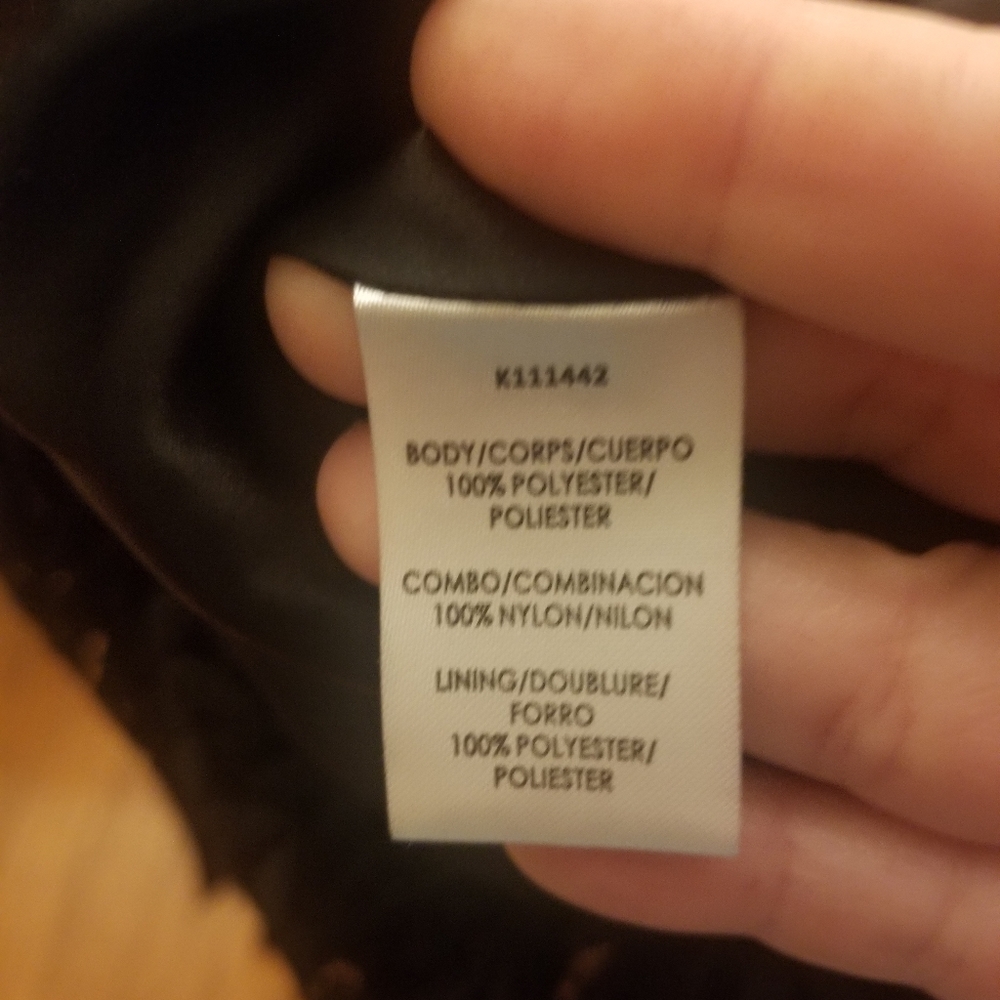 K111442
BODY/CORPS/CUERPO
100% POLYESTER/
POLIESTER
COMBO/COMBINACION
100% NYLON/NILON
LINING/DOUBLURE/
FORRO
100% POLYESTER/
POLIESTER